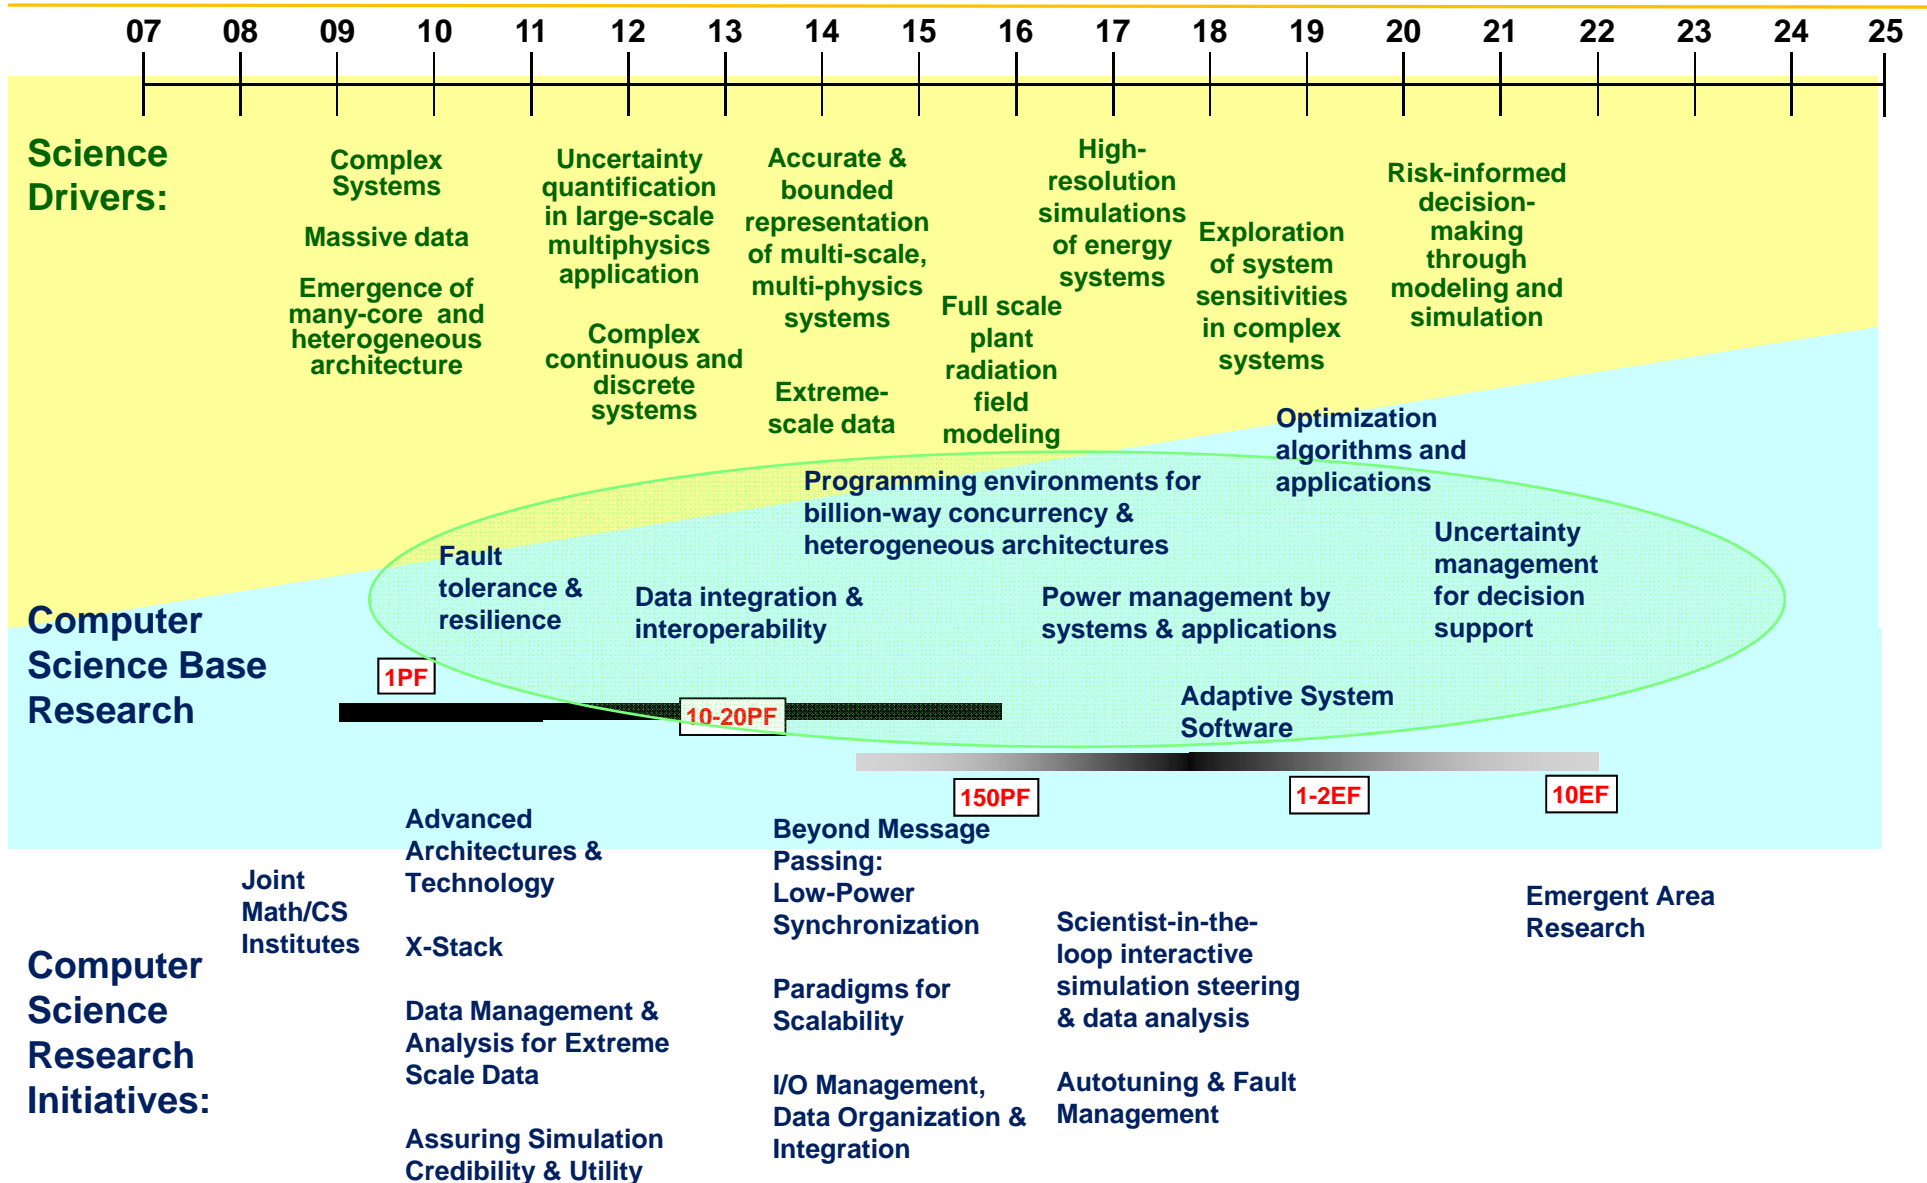 07 08 09 10 11 12 13 14 15 16 17 18 19 20 21 22 23 24 25
Science
Drivers:
Complex
Systems
Massive data
Emergence of
many-core and
heterogeneous
architecture
Uncertainty
quantification
in large-scale
multiphysics
application
Complex
continuous and
discrete
systems
Accurate &
bounded
representation
of multi-scale,
multi-physics
systems
Extreme-
scale data
Full scale
plant
radiation
field
modeling
High-
resolution
simulations
of energy
systems
Exploration
of system
sensitivities
in complex
systems
Risk-informed
decision-
making
through
modeling and
simulation
Computer
Science Base
Research
Fault
tolerance &
resilience
Data integration &
interoperability
Programming environments for
billion-way concurrency &
heterogeneous architectures
Power management by
systems & applications
Optimization
algorithms and
applications
Uncertainty
management
for decision
support
Adaptive System
Software
1PF
10-20PF
150PF
1-2EF
10EF
Computer
Science
Research
Initiatives:
Joint
Math/CS
Institutes
Advanced
Architectures &
Technology
X-Stack
Data Management &
Analysis for Extreme
Scale Data
Assuring Simulation
Credibility & Utility
Beyond Message
Passing:
Low-Power
Synchronization
Paradigms for
Scalability
I/O Management,
Data Organization &
Integration
Scientist-in-the-
loop interactive
simulation steering
& data analysis
Autotuning & Fault
Management
Emergent Area
Research